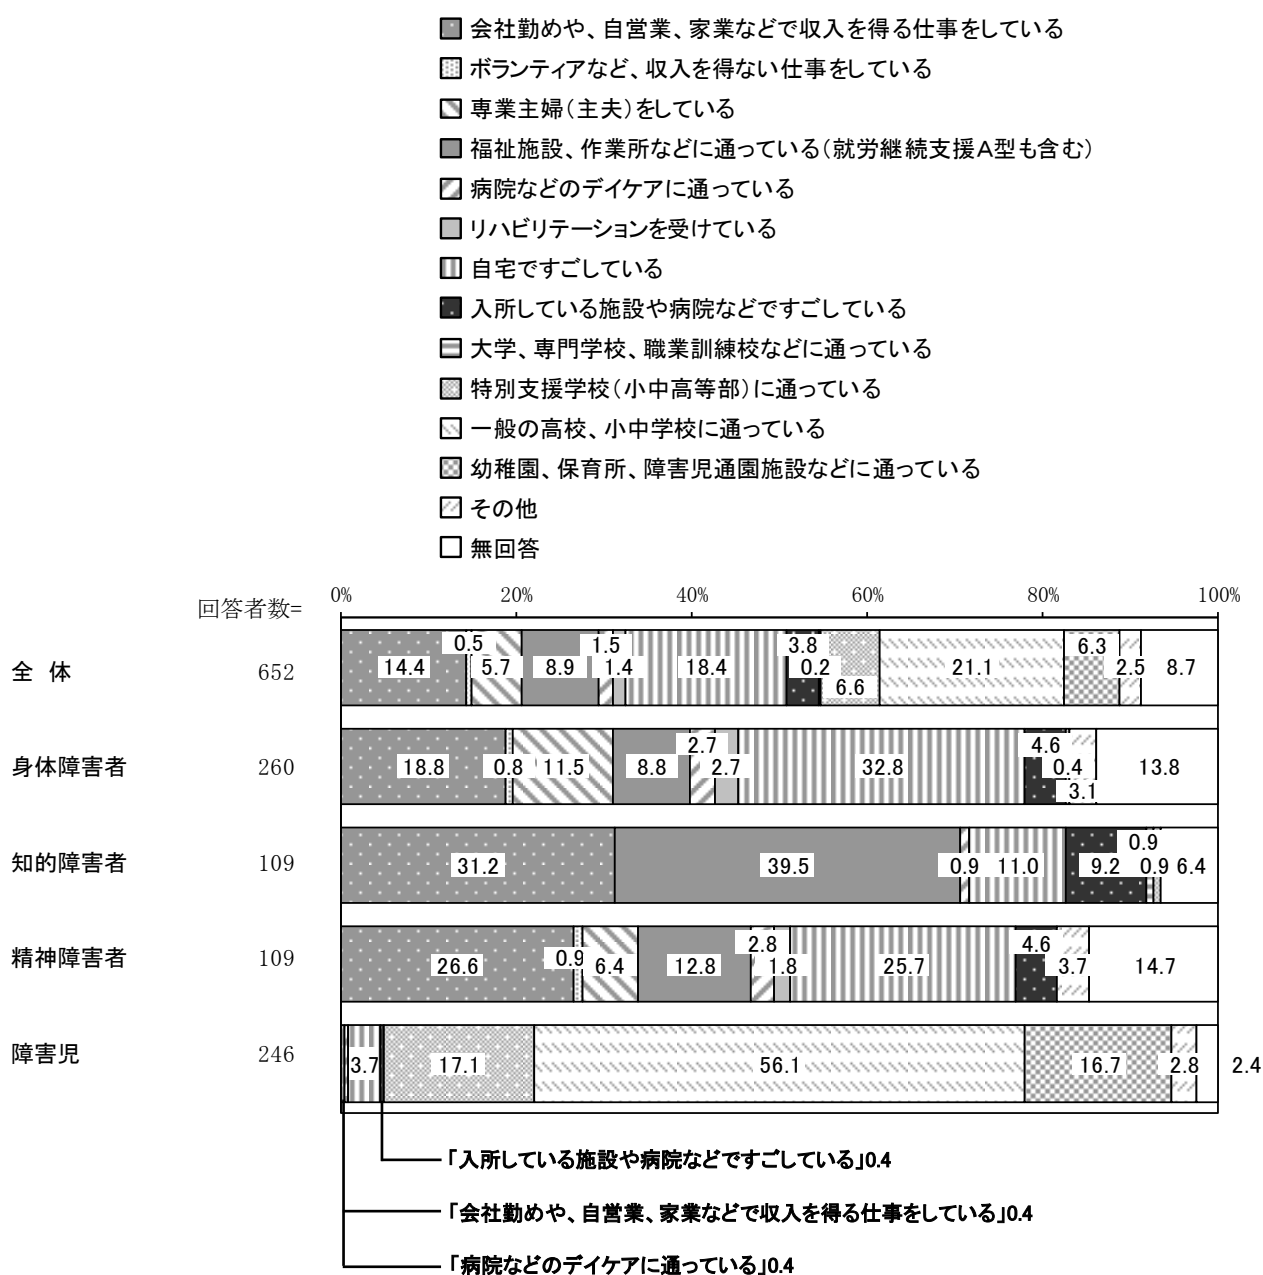 会社勤めや、自営業、家業などで収入を得る仕事をしている
ボランティアなど、収入を得ない仕事をしている
専業主婦(主夫)をしている
福祉施設、作業所などに通っている(就労継続支援A型も含む)
病院などのデイケアに通っている
リハビリテーションを受けている
自宅ですごしている
入所している施設や病院などですごしている
大学、専門学校、職業訓練校などに通っている
特別支援学校(小中高等部)に通っている
一般の高校、小中学校に通っている
幼稚園、保育所、障害児通園施設などに通っている
その他
無回答
回答者数= 0% 20% 40% 60% 80% 100%
全 体 652 14.4 0.5 5.7 8.9 1.5 1.4 18.4 3.8 0.2 6.6 21.1 6.3 2.5 8.7
身体障害者 260 18.8 0.8 11.5 8.8 2.7 2.7 32.8 4.6 0.4 3.1 13.8
知的障害者 109 31.2 39.5 0.9 11.0 9.2 0.9 0.9 6.4
精神障害者 109 26.6 0.9 6.4 12.8 2.8 1.8 25.7 4.6 3.7 14.7
障害児 246 3.7 17.1 56.1 16.7 2.8 2.4
「入所している施設や病院などですごしている」0.4
「会社勤めや、自営業、家業などで収入を得る仕事をしている」0.4
「病院などのデイケアに通っている」0.4